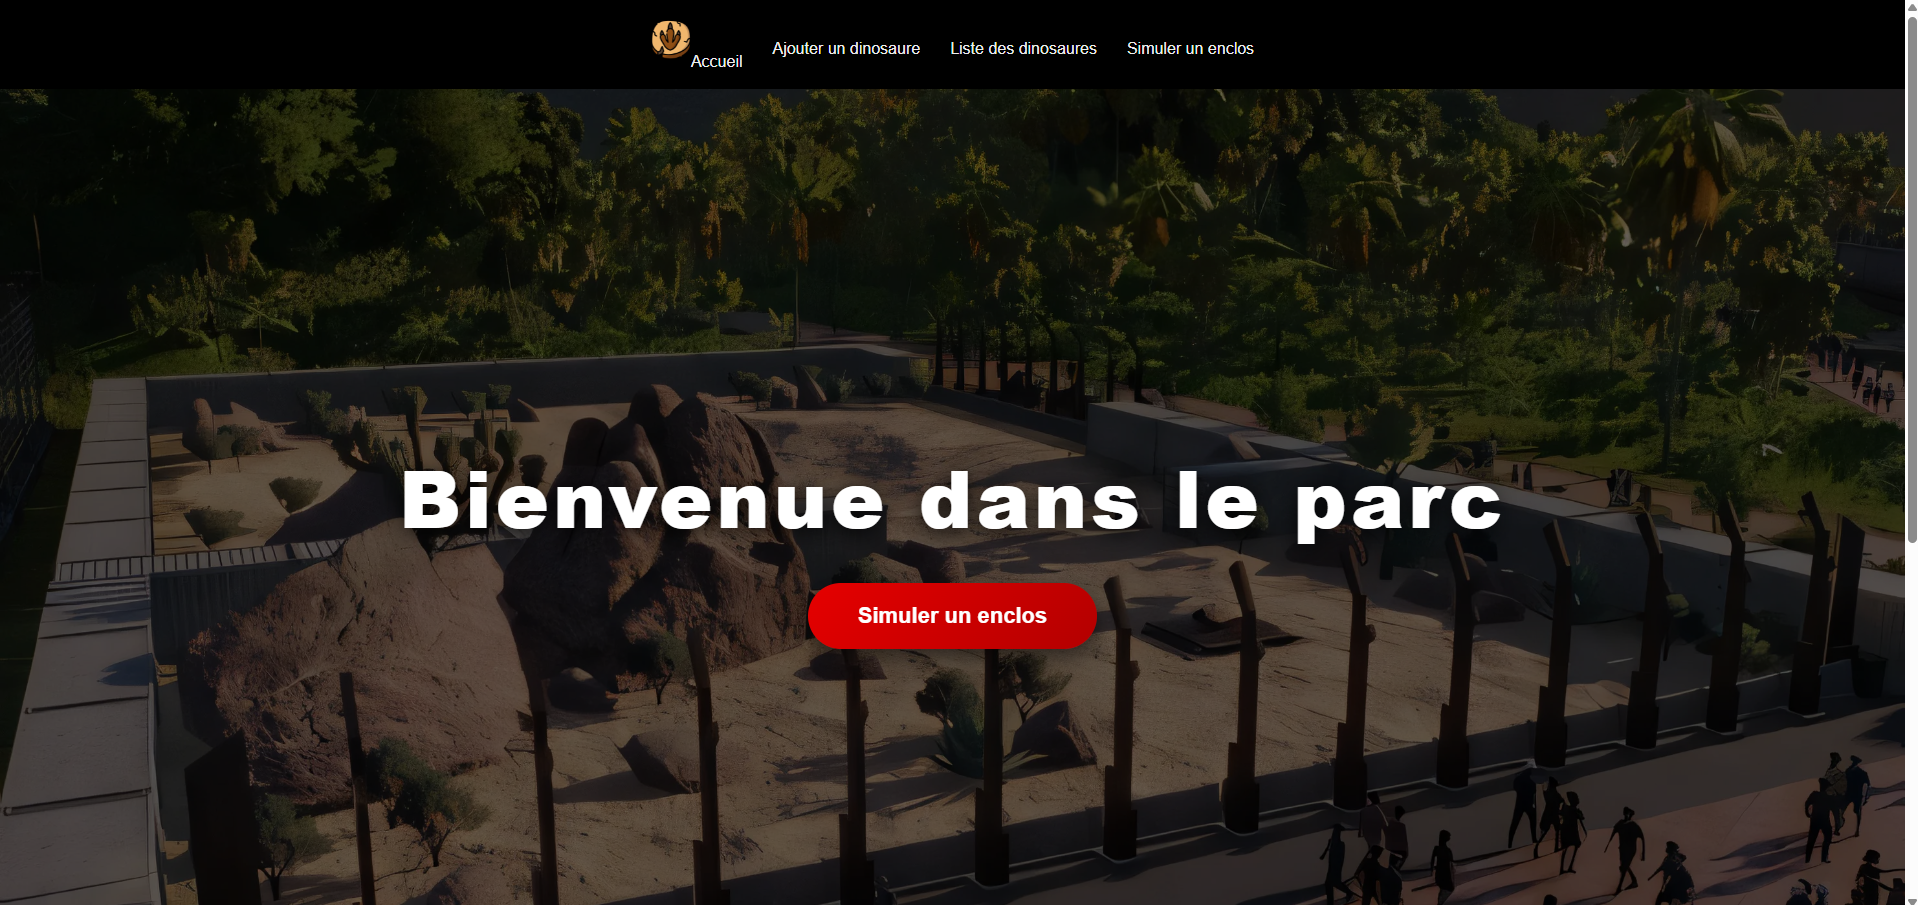 Accueil Ajouter un dinosaure Liste des dinosaures Simuler un enclos
Bienvenue dans le parc
Simuler un enclos